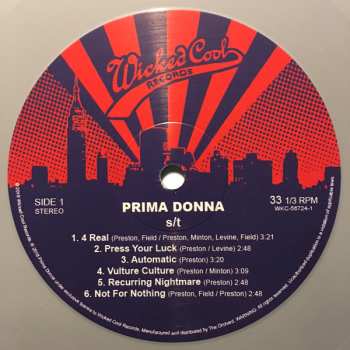 Wicked Cool
RECORDS
SIDE 1
STEREO
33 1/3 RPM
WKC-56724-1
PRIMA DONNA
s/t
1. 4 Real (Preston, Field / Preston, Minton, Levine, Field) 3:21
2. Press Your Luck (Preston / Levine) 2:48
3. Automatic (Preston) 3:20
4. Vulture Culture (Preston / Minton) 3:09
5. Recurring Nightmare (Preston) 2:48
6. Not For Nothing (Preston, Field / Preston) 2:48